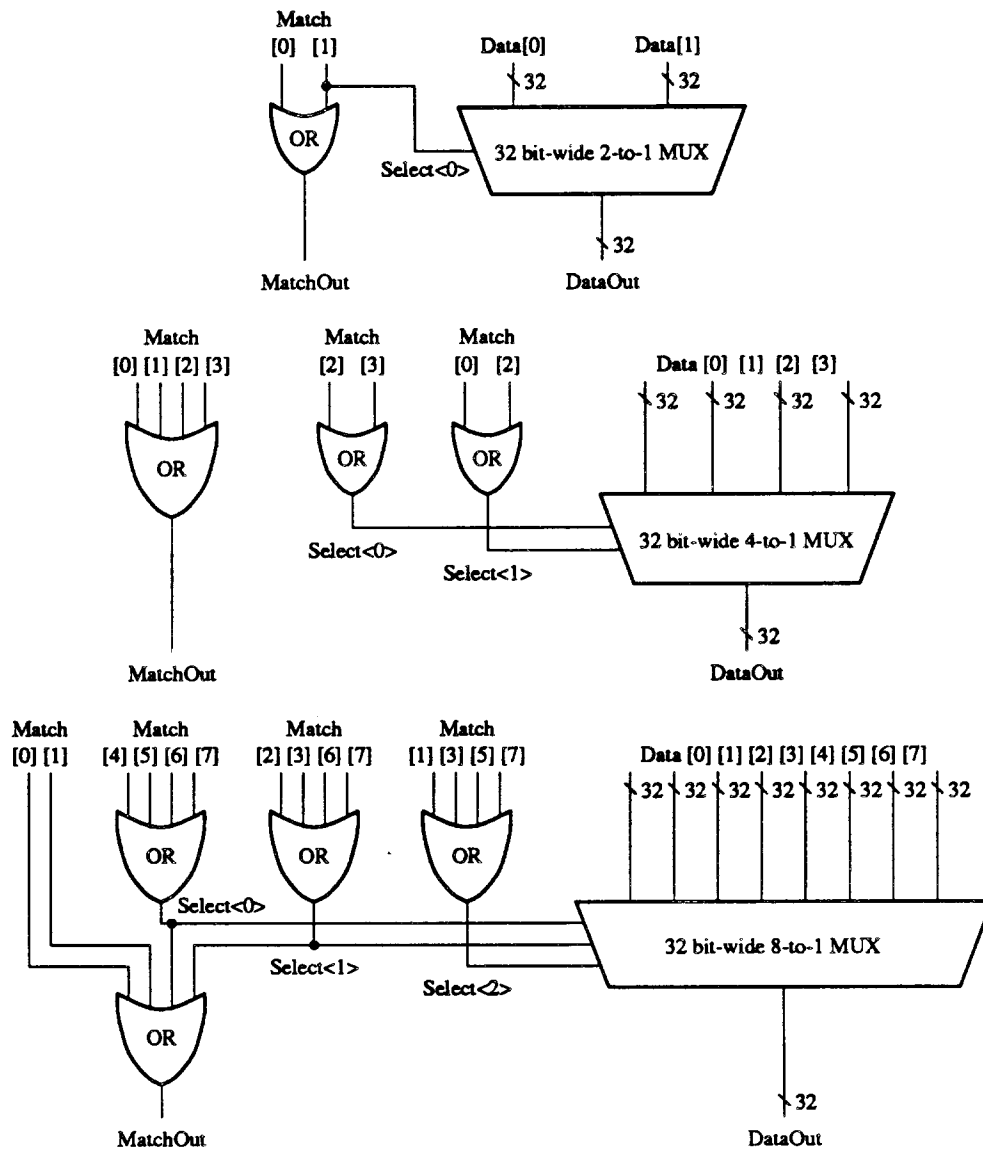 Match
[0] [1]
Data[0]
Data[1]
32
32
OR
32 bit-wide 2-to-1 MUX
Select<0>
32
MatchOut
DataOut
Match
[0] [1] [2] [3]
Match
[2] [3]
Match
[0] [2]
Data [0] [1] [2] [3]
32
32
32
32
OR
OR
OR
32 bit-wide 4-to-1 MUX
Select<0>
Select<1>
32
MatchOut
DataOut
Match
[0] [1]
Match
[4] [5] [6] [7]
Match
[2] [3] [6] [7]
Match
[1] [3] [5] [7]
Data [0] [1] [2] [3] [4] [5] [6] [7]
32
32
32
32
32
32
32
32
OR
OR
OR
Select<0>
32 bit-wide 8-to-1 MUX
Select<1>
Select<2>
OR
32
MatchOut
DataOut